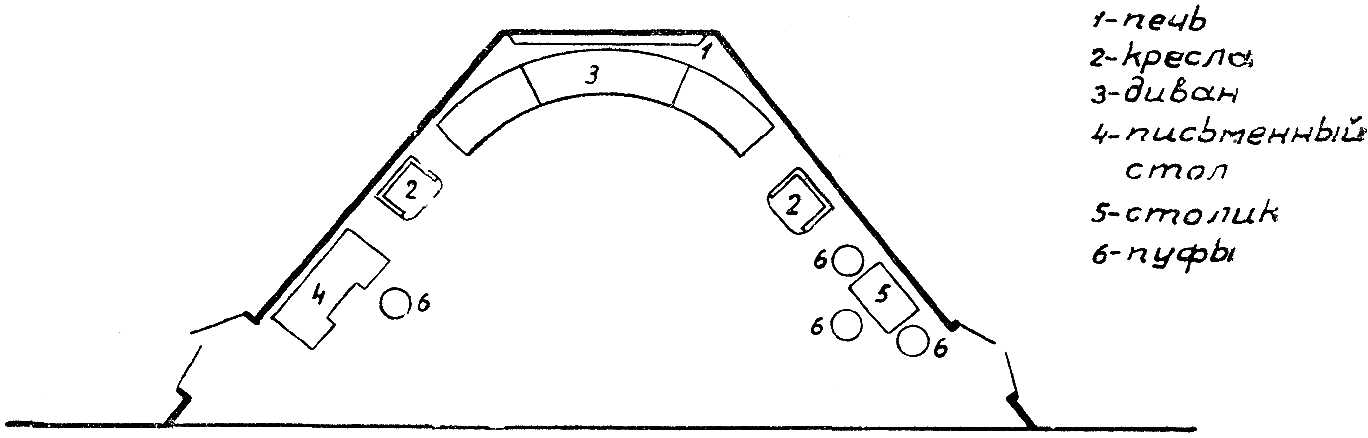 1
3
2
2
6
4
6
5
6
6
1-печь
2-кресла
3-диван
4-письменный
стол
5-столик
6-пуфы